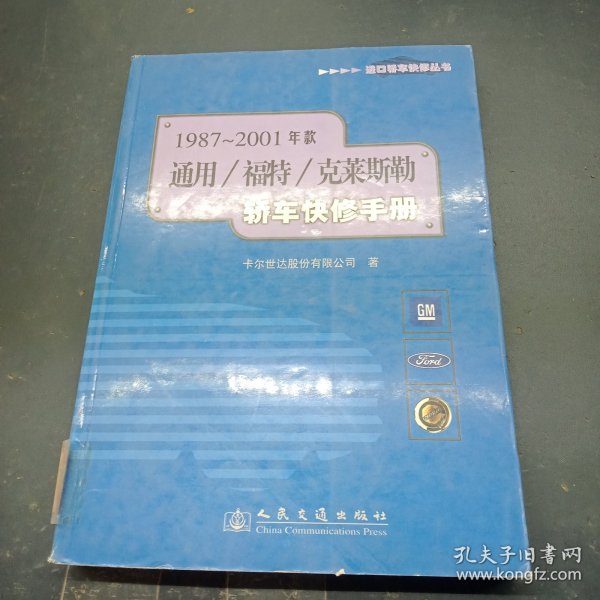 进口轿车快修丛书
1987~2001年款
通用/福特/克莱斯勒
轿车快修手册
卡尔世达股份有限公司 著
GM
Ford
人民交通出版社
China Communications Press
孔夫子旧书网
www.kongfz.com